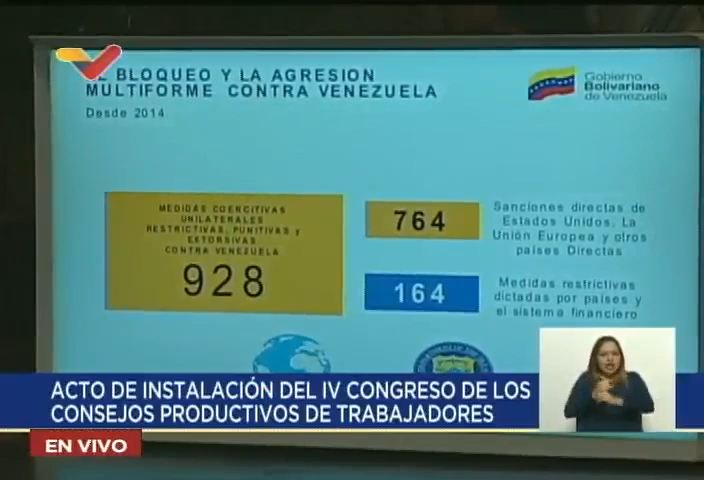 EL BLOQUEO Y LA AGRESION
MULTIFORME CONTRA VENEZUELA
Desde 2014
Gobierno
Bolivariano
de Venezuela
MEDIDAS COERCITIVAS
UNILATERALES
RESTRICTIVAS, PUNITIVAS y
EXTORSIVAS
CONTRA VENEZUELA
928
764
Sanciones directas de
Estados Unidos, La
Unión Europea y otros
países Directas
164
Medidas restrictivas
dictadas por países y
el sistema financiero
ACTO DE INSTALACIÓN DEL IV CONGRESO DE LOS
CONSEJOS PRODUCTIVOS DE TRABAJADORES
EN VIVO